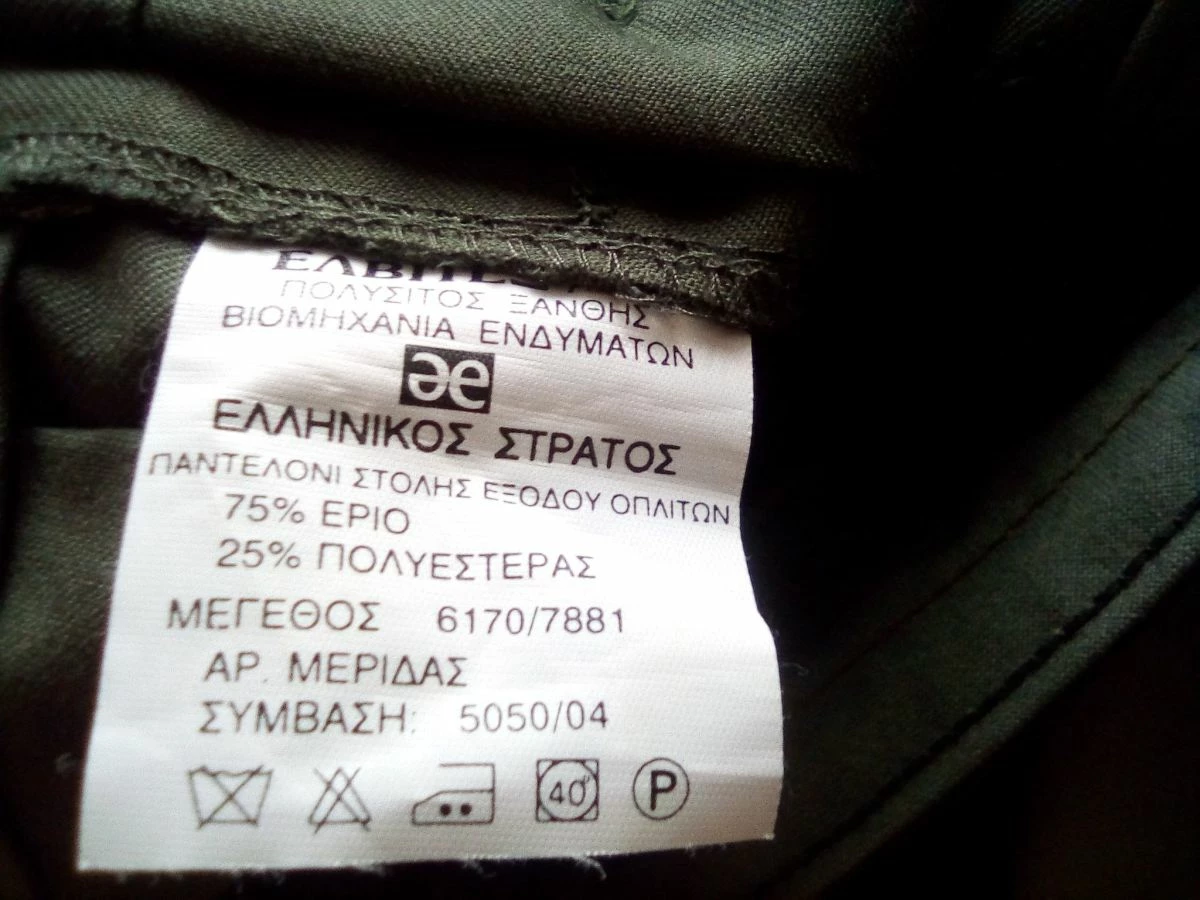 ΠΟΛΥΣΙΤΟΣ ΞΑΝΘΗΣ
ΒΙΟΜΗΧΑΝΙΑ ΕΝΔΥΜΑΤΩΝ
ae
ΕΛΛΗΝΙΚΟΣ ΣΤΡΑΤΟΣ
ΠΑΝΤΕΛΟΝΙ ΣΤΟΛΗΣ ΕΞΟΔΟΥ ΟΠΛΙΤΩΝ
75% ΕΡΙΟ
25% ΠΟΛΥΕΣΤΕΡΑΣ
ΜΕΓΕΘΟΣ 6170/7881
ΑΡ. ΜΕΡΙΔΑΣ
ΣΥΜΒΑΣΗ: 5050/04
40° P